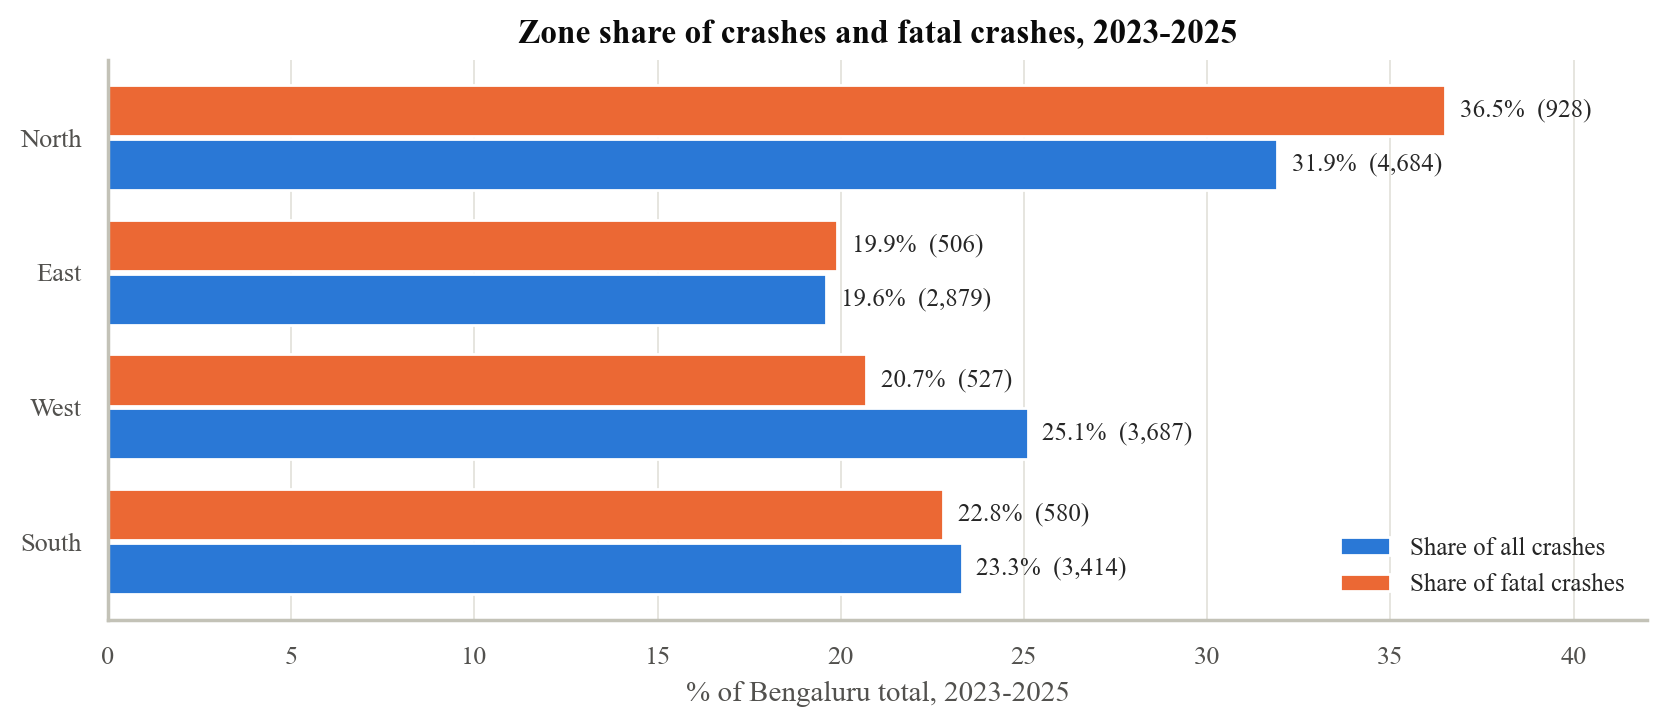 Zone share of crashes and fatal crashes, 2023-2025
North
36.5% (928)
31.9% (4,684)
East
19.9% (506)
19.6% (2,879)
West
20.7% (527)
25.1% (3,687)
South
22.8% (580)
23.3% (3,414)
Share of all crashes
Share of fatal crashes
0 5 10 15 20 25 30 35 40
% of Bengaluru total, 2023-2025